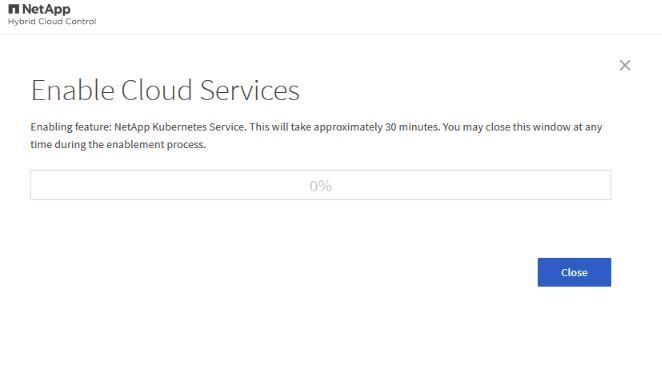 NetApp
Hybrid Cloud Control
Enable Cloud Services
Enabling feature: NetApp Kubernetes Service. This will take approximately 30 minutes. You may close this window at any
time during the enablement process.
0%
Close